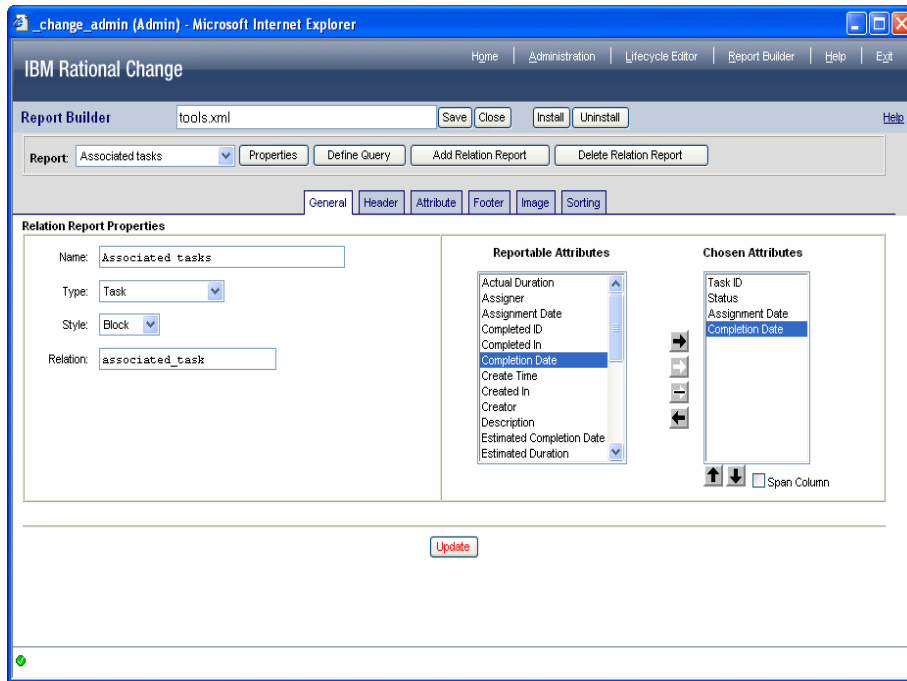 _change_admin (Admin) - Microsoft Internet Explorer
Home Administration Lifecycle Editor Report Builder Help Exit
IBM Rational Change
Report Builder tools.xml Save Close Install Uninstall Help
Report: Associated tasks Properties Define Query Add Relation Report Delete Relation Report
General Header Attribute Footer Image Sorting
Relation Report Properties
Name: Associated tasks
Type: Task
Style: Block
Relation: associated_task
Reportable Attributes
Actual Duration
Assigner
Assignment Date
Completed ID
Completed In
Completion Date
Create Time
Created In
Creator
Description
Estimated Completion Date
Estimated Duration
Chosen Attributes
Task ID
Status
Assignment Date
Completion Date
Span Column
Update